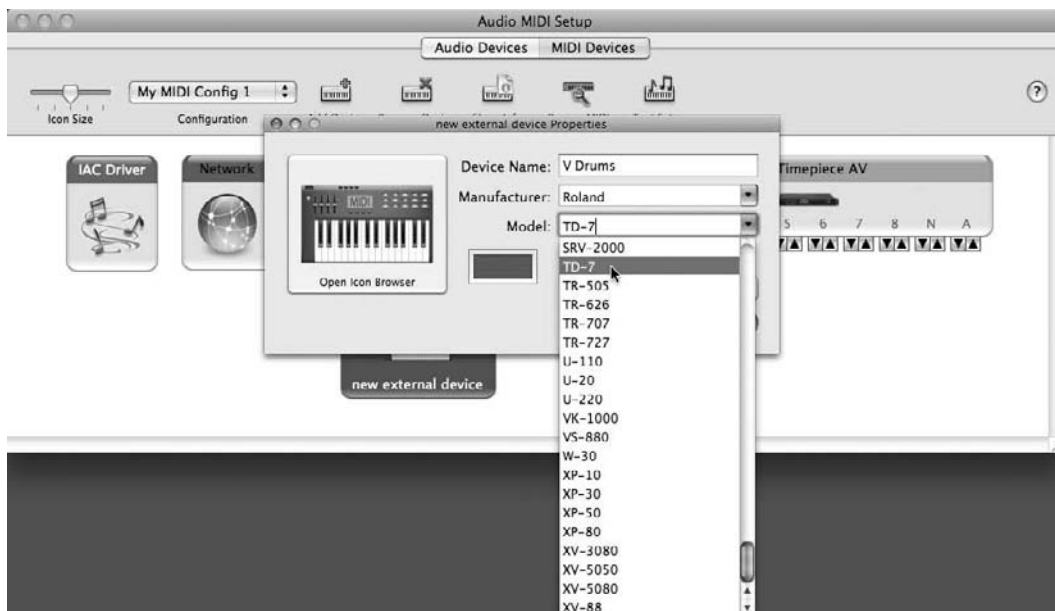 Audio MIDI Setup
Audio Devices MIDI Devices
My MIDI Config 1
?
Icon Size Configuration
new external device Properties
IAC Driver
Network
MIDI
Open Icon Browser
Device Name: V Drums
Manufacturer: Roland
Model: TD-7
SRV-2000
TD-7
TR-505
TR-626
TR-707
TR-727
U-110
U-20
U-220
VK-1000
VS-880
W-30
XP-10
XP-30
XP-50
XP-80
XV-3080
XV-5050
XV-5080
XV-88
Timepiece AV
5 6 7 8 N A
new external device